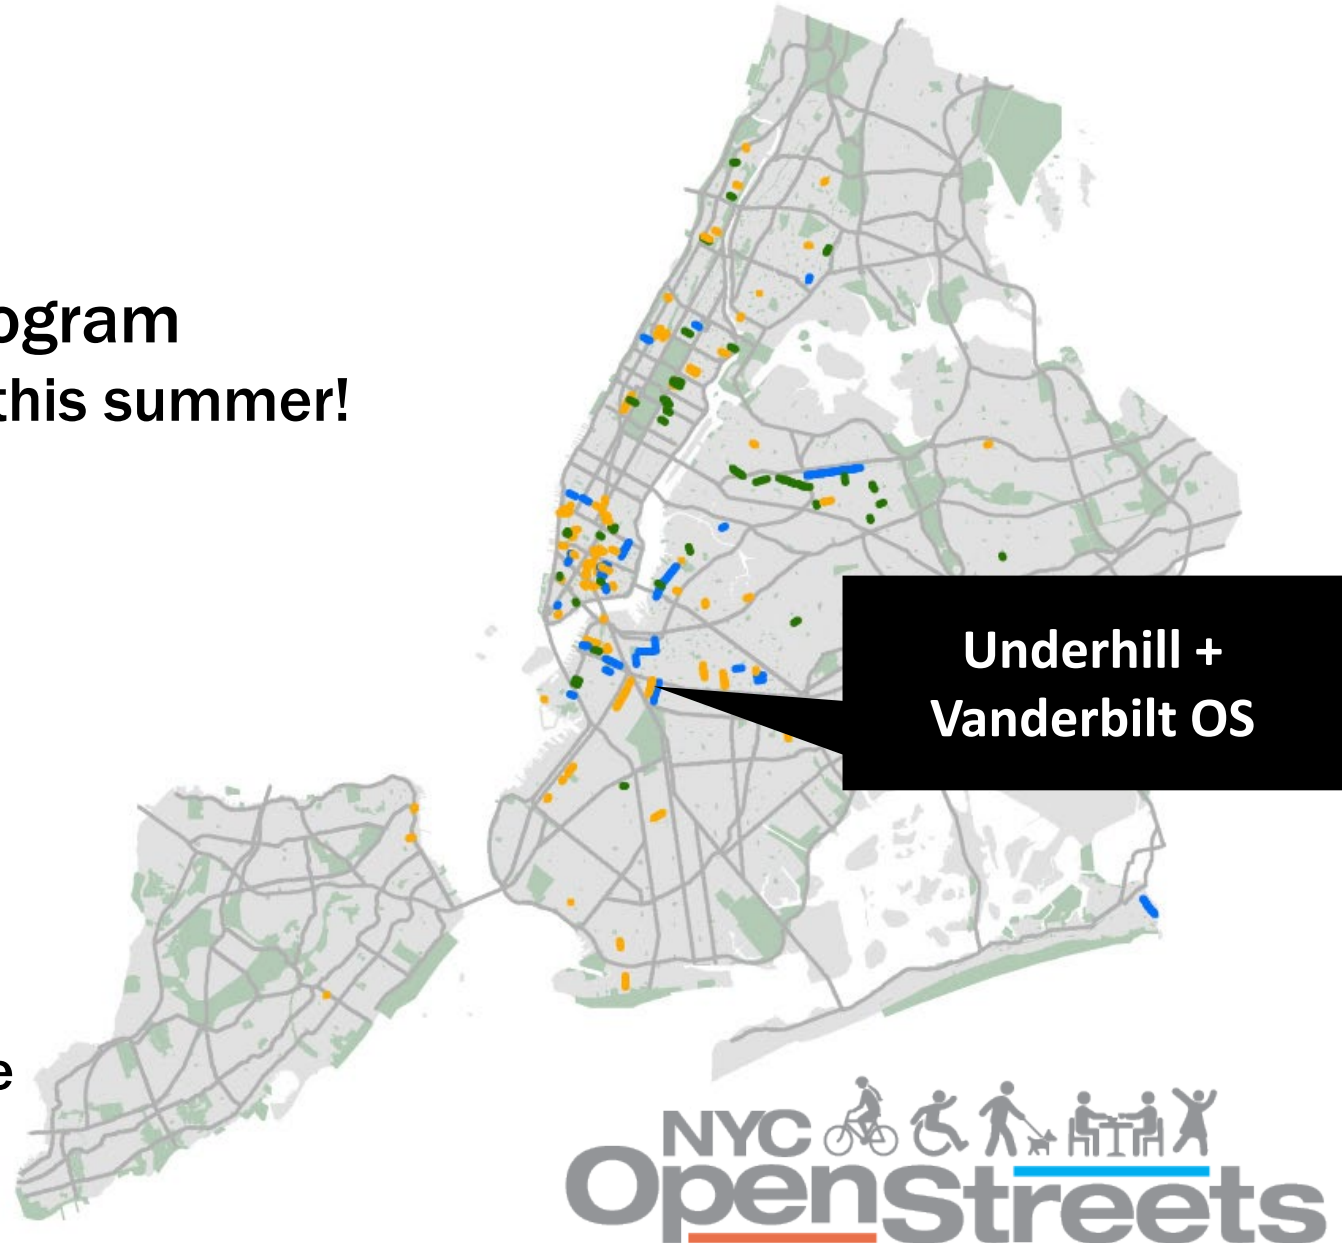 ogram
this summer!
Underhill +
Vanderbilt OS
e
NYC
OpenStreets